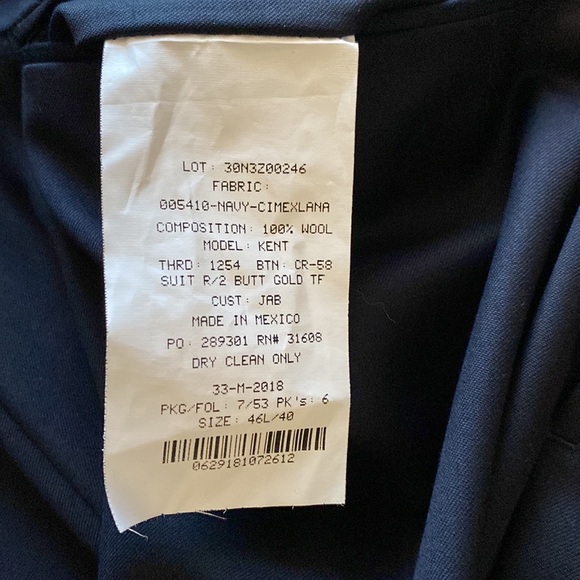 LOT: 30N3Z00246
FABRIC:
005410-NAVY-CIMEXLANA
COMPOSITION: 100% WOOL
MODEL: KENT
THRD: 1254 BTN: CR-58
SUIT R/2 BUTT GOLD TF
CUST: JAB
MADE IN MEXICO
PO: 289301 RN# 31608
DRY CLEAN ONLY
33-M-2018
PKG/FOL: 7/53 PK's: 6
SIZE: 46L/40
0629181072612